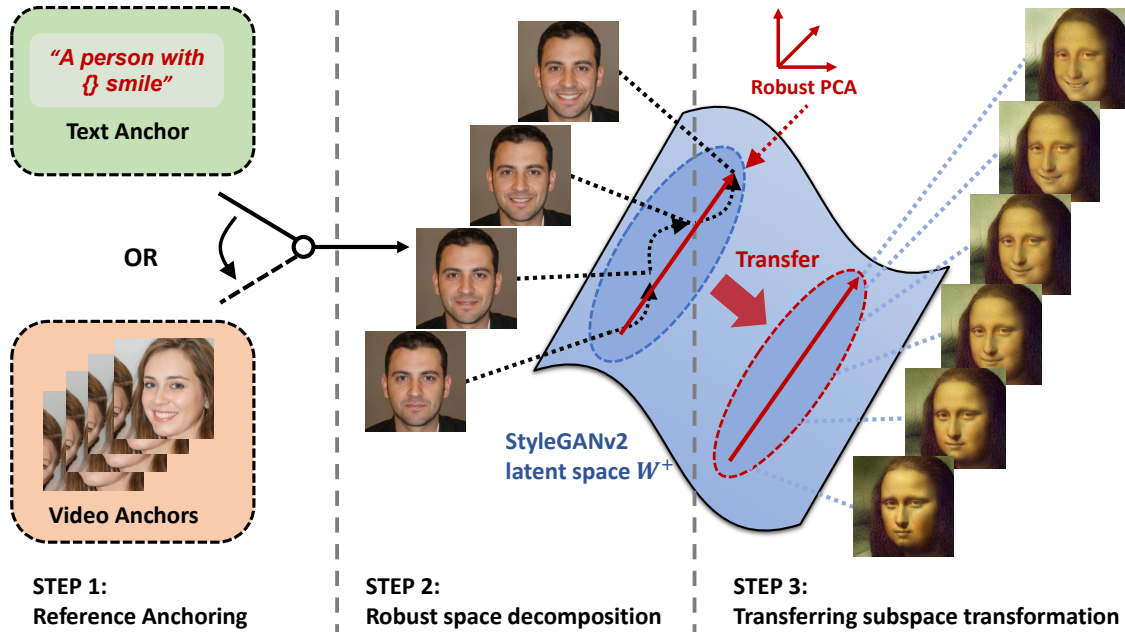 “A person with
{} smile”
Text Anchor
OR
Video Anchors
STEP 1:
Reference Anchoring
Robust PCA
Transfer
StyleGANv2
latent space W⁺
STEP 2:
Robust space decomposition
STEP 3:
Transferring subspace transformation